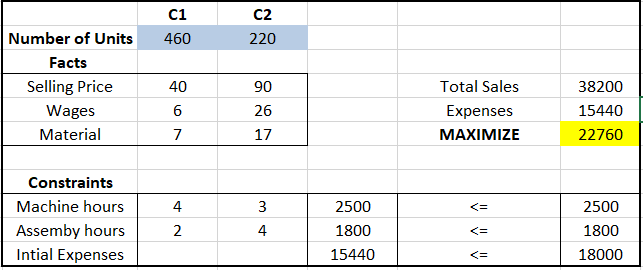 C1 C2
Number of Units 460 220
Facts
Selling Price 40 90 Total Sales 38200
Wages 6 26 Expenses 15440
Material 7 17 MAXIMIZE 22760
Constraints
Machine hours 4 3 2500 <= 2500
Assemby hours 2 4 1800 <= 1800
Intial Expenses 15440 <= 18000